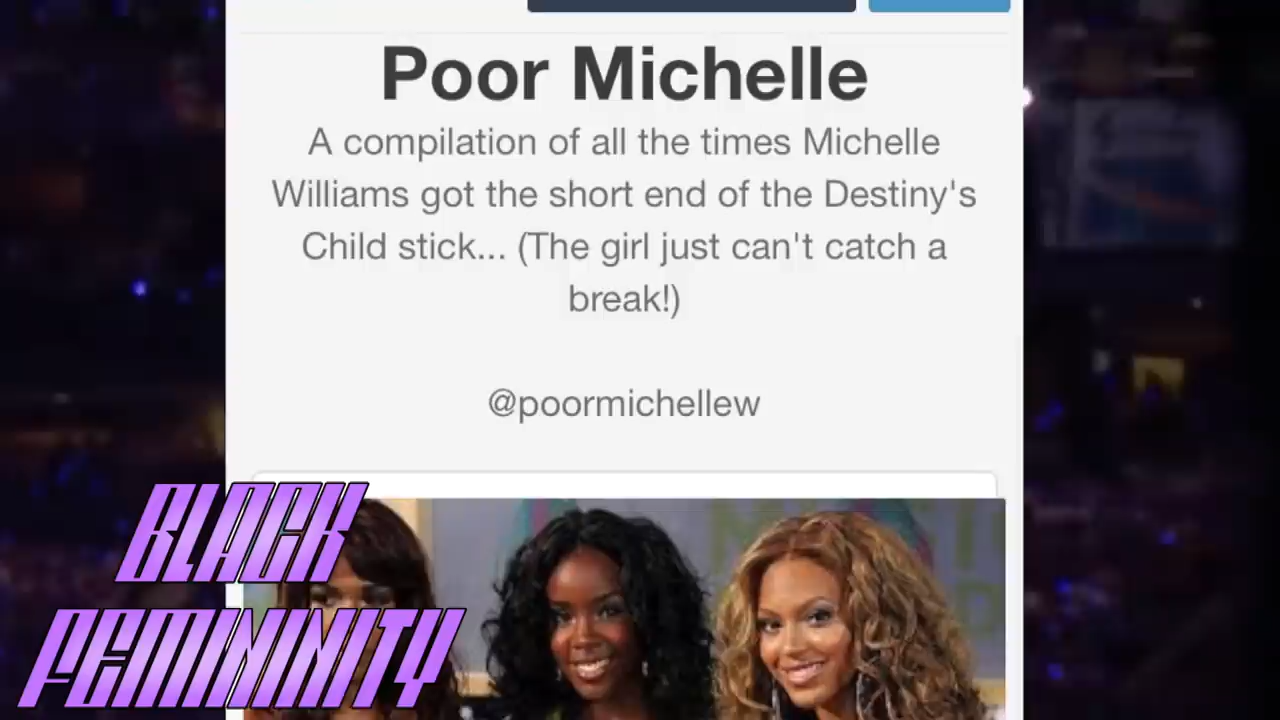 Poor Michelle
A compilation of all the times Michelle
Williams got the short end of the Destiny's
Child stick... (The girl just can't catch a
break!)
@poormichellew
BLACK
FEMININITY